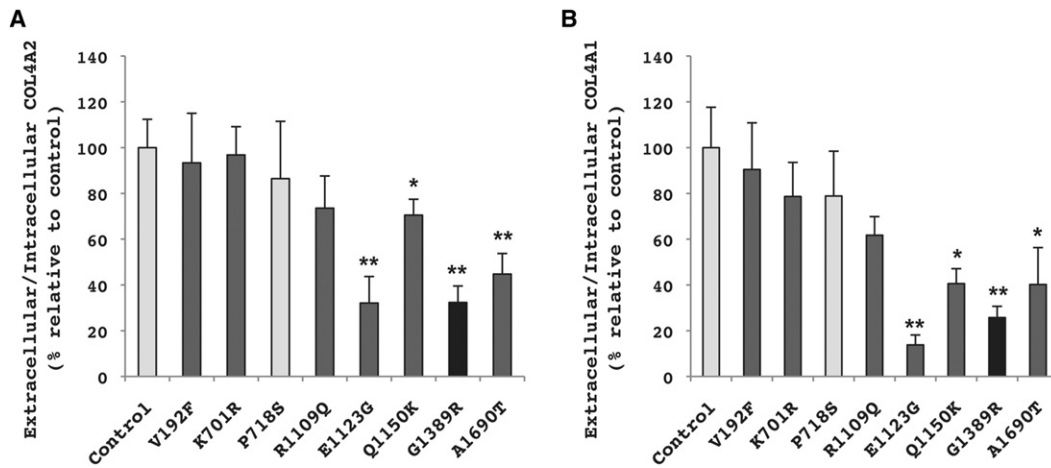 A
Extracellular/Intracellular COL4A2
(% relative to control)
140
120
100
80
60
40
20
0
*
**
**
**
Control
V192F
K701R
P718S
R1109Q
E1123G
Q1150K
G1389R
A1690T
B
Extracellular/Intracellular COL4A1
(% relative to control)
140
120
100
80
60
40
20
0
*
*
**
**
Control
V192F
K701R
P718S
R1109Q
E1123G
Q1150K
G1389R
A1690T